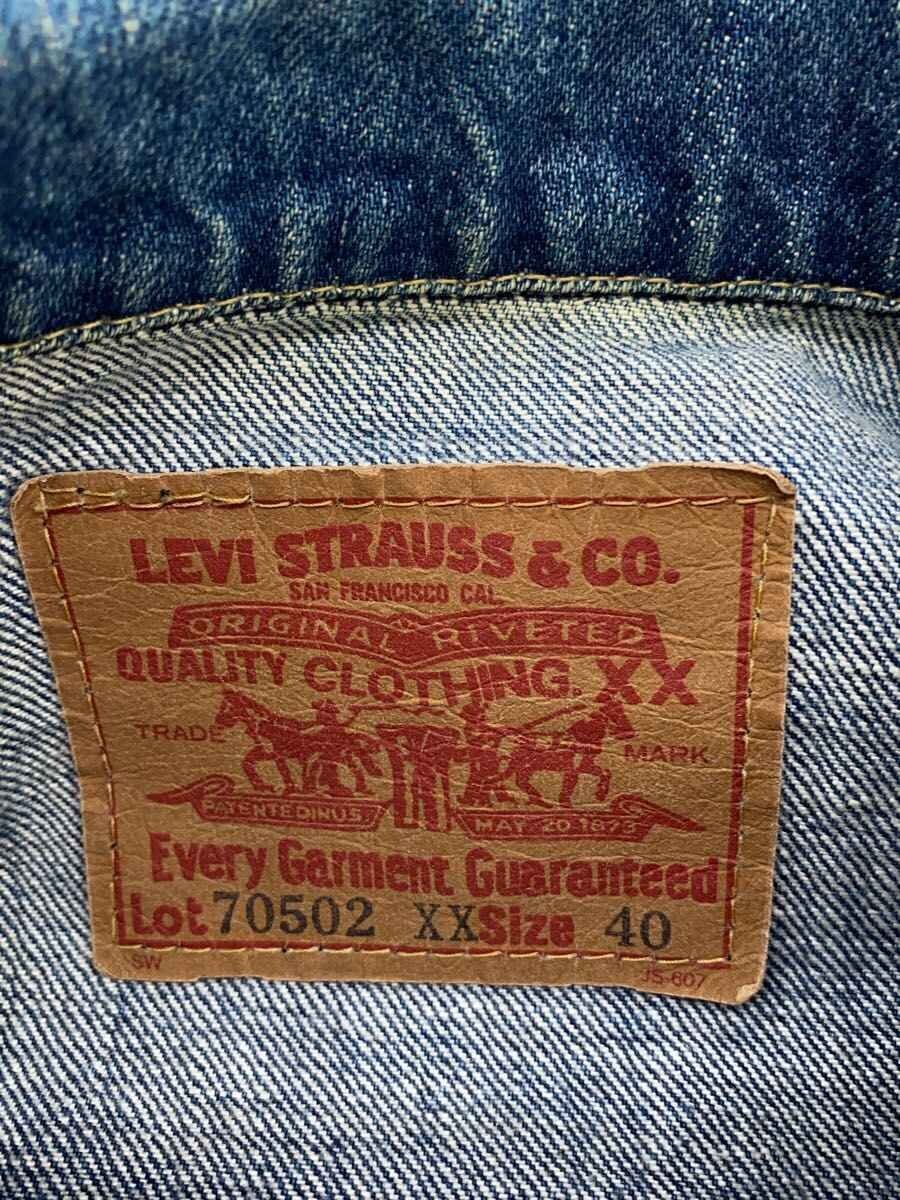 LEVI STRAUSS & CO.
SAN FRANCISCO CAL.
ORIGINAL RIVETED
QUALITY CLOTHING. XX
TRADE MARK
PATENTED IN U.S. MAY 20 1873
Every Garment Guaranteed
Lot 70502 XX Size 40
SW JS-607